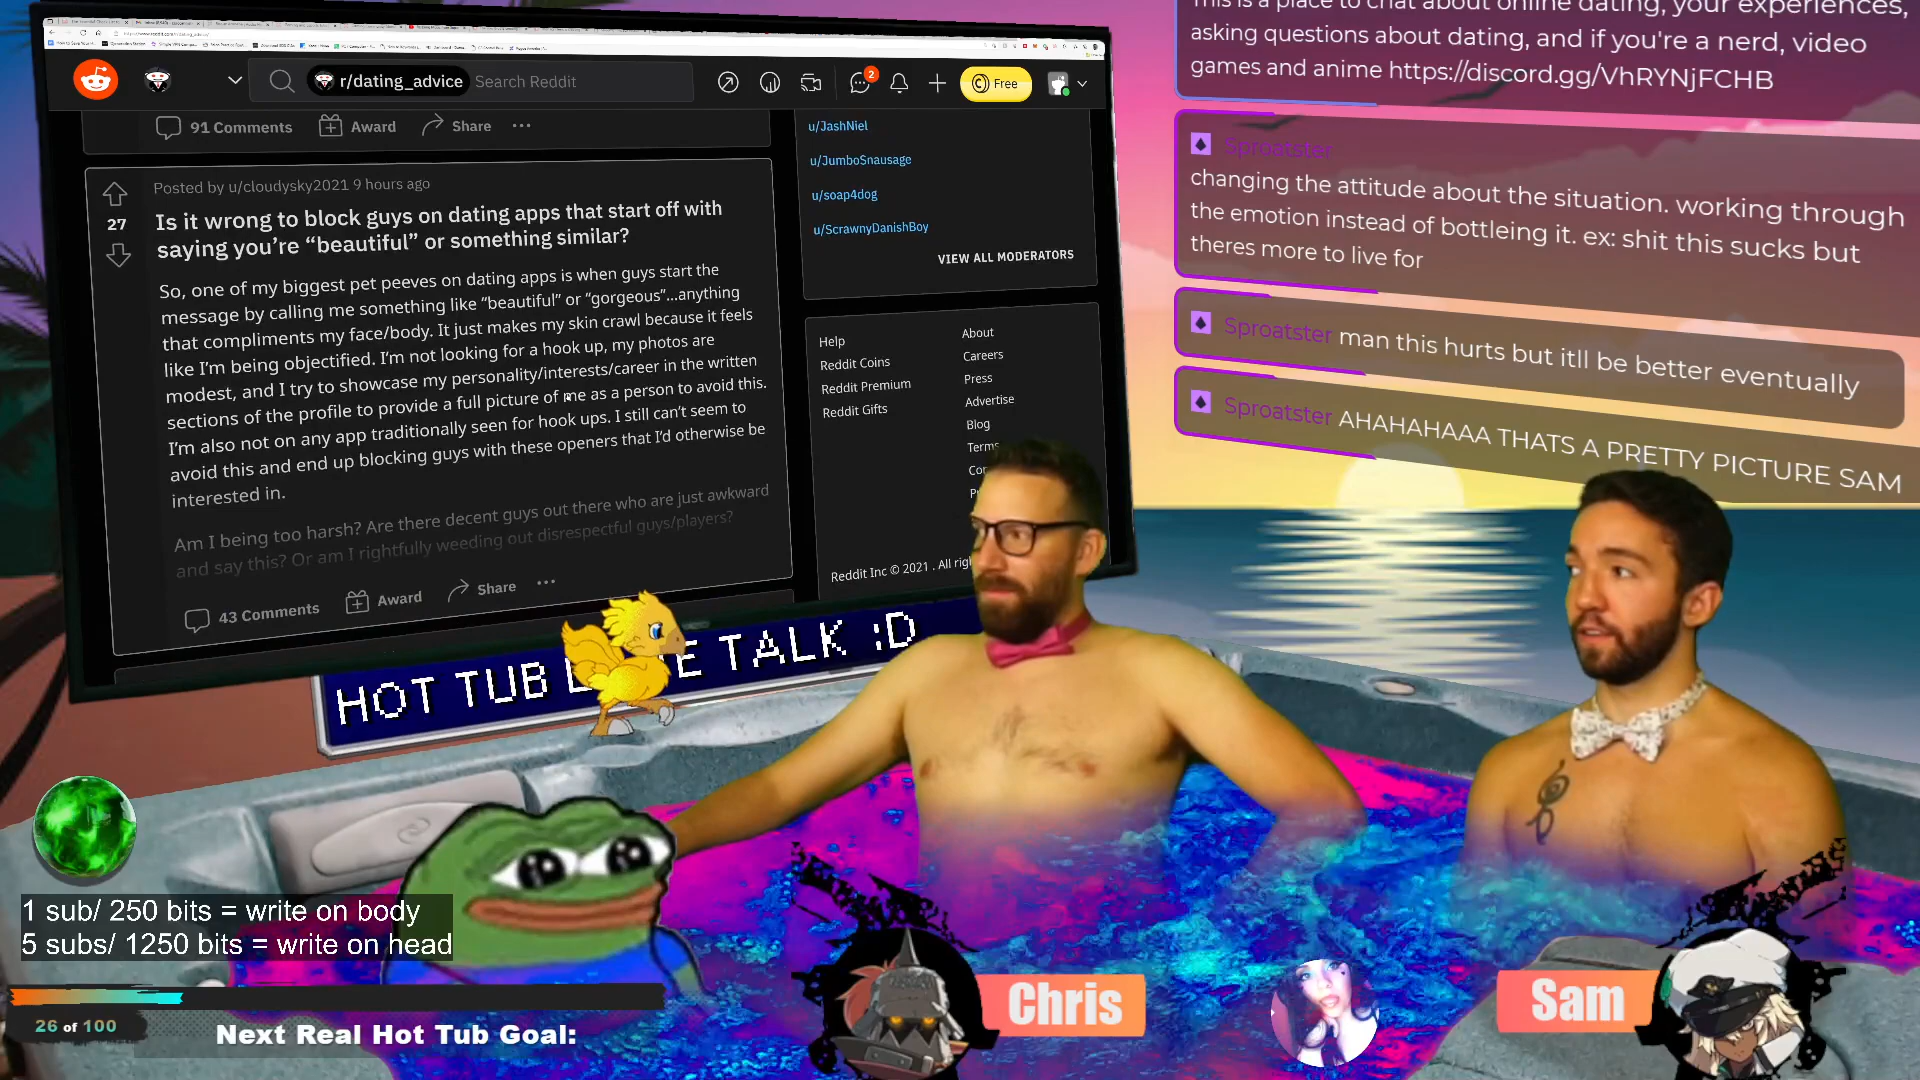 r/dating_advice Search Reddit
2
Free
91 Comments Award Share
Posted by u/cloudysky2021 9 hours ago
27
Is it wrong to block guys on dating apps that start off with
saying you're “beautiful” or something similar?
So, one of my biggest pet peeves on dating apps is when guys start the
message by calling me something like “beautiful” or “gorgeous”...anything
that compliments my face/body. It just makes my skin crawl because it feels
like I'm being objectified. I'm not looking for a hook up, my photos are
modest, and I try to showcase my personality/interests/career in the written
sections of the profile to provide a full picture of me as a person to avoid this.
I'm also not on any app traditionally seen for hook ups. I still can't seem to
avoid this and end up blocking guys with these openers that I'd otherwise be
interested in.
Am I being too harsh? Are there decent guys out there who are just awkward
and say this? Or am I rightfully weeding out disrespectful guys/players?
43 Comments Award Share
u/JashNiel
u/JumboSnausage
u/soap4dog
u/ScrawnyDanishBoy
VIEW ALL MODERATORS
Help
Reddit Coins
Reddit Premium
Reddit Gifts
About
Careers
Press
Advertise
Blog
Terms
Reddit Inc © 2021 . All
This is a place to chat about online dating, your experiences,
asking questions about dating, and if you're a nerd, video
games and anime https://discord.gg/VhRYNjFCHB
Sproatster
changing the attitude about the situation. working through
the emotion instead of bottleing it. ex: shit this sucks but
theres more to live for
Sproatster man this hurts but itll be better eventually
Sproatster AHAHAHAAA THATS A PRETTY PICTURE SAM
HOT TUB L E TALK :D
1 sub/ 250 bits = write on body
5 subs/ 1250 bits = write on head
26 of 100
Next Real Hot Tub Goal:
Chris
Sam